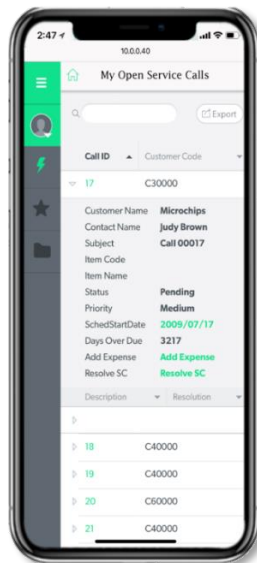 2:47
10.0.0.40
My Open Service Calls
Export
Call ID Customer Code
17 C30000
Customer Name Microchips
Contact Name Judy Brown
Subject Call 00017
Item Code
Item Name
Status Pending
Priority Medium
SchedStartDate 2009/07/17
Days Over Due 3217
Add Expense Add Expense
Resolve SC Resolve SC
Description Resolution
18 C40000
19 C40000
20 C60000
21 C40000